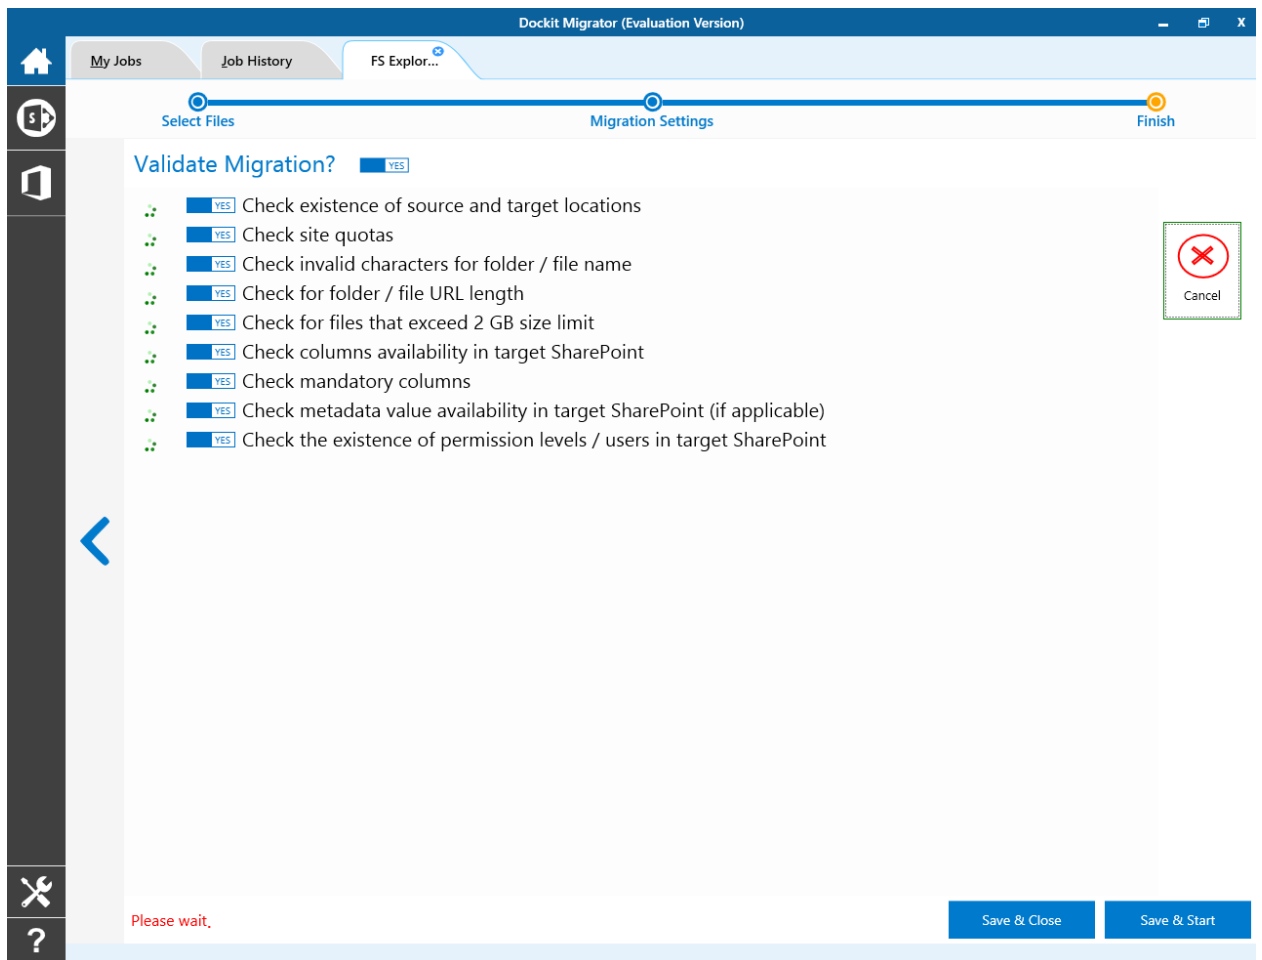 Dockit Migrator (Evaluation Version)
X
My Jobs
Job History
FS Explor...
S
Select Files
Migration Settings
Finish
Validate Migration? YES
YES Check existence of source and target locations
YES Check site quotas
YES Check invalid characters for folder / file name
YES Check for folder / file URL length
YES Check for files that exceed 2 GB size limit
YES Check columns availability in target SharePoint
YES Check mandatory columns
YES Check metadata value availability in target SharePoint (if applicable)
YES Check the existence of permission levels / users in target SharePoint
Cancel
Please wait.
Save & Close
Save & Start
?